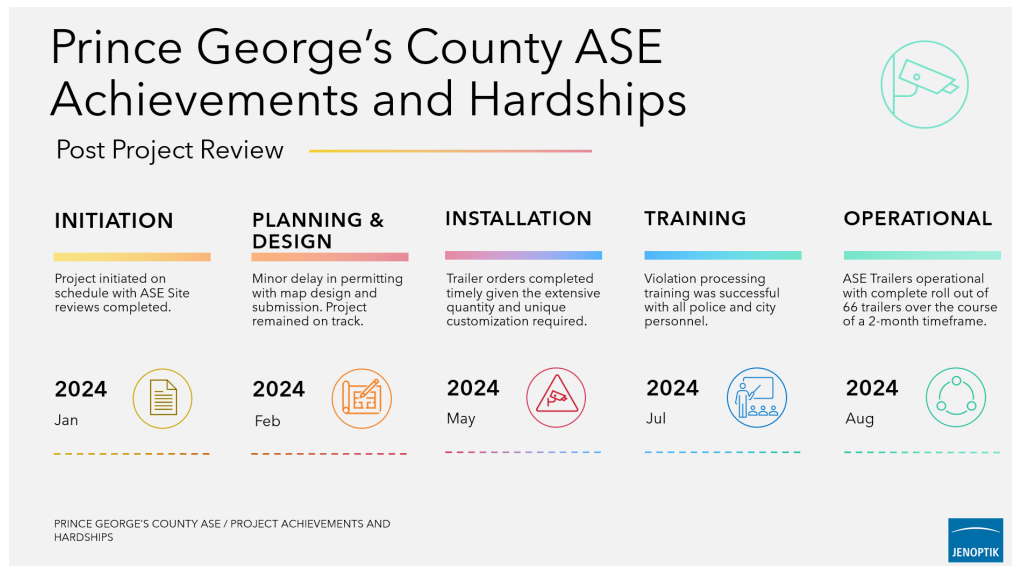 Prince George’s County ASE
Achievements and Hardships
Post Project Review
INITIATION
Project initiated on
schedule with ASE Site
reviews completed.
2024
Jan
PLANNING &
DESIGN
Minor delay in permitting
with map design and
submission. Project
remained on track.
2024
Feb
INSTALLATION
Trailer orders completed
timely given the extensive
quantity and unique
customization required.
2024
May
TRAINING
Violation processing
training was successful
with all police and city
personnel.
2024
Jul
OPERATIONAL
ASE Trailers operational
with complete roll out of
66 trailers over the course
of a 2-month timeframe.
2024
Aug
PRINCE GEORGE’S COUNTY ASE / PROJECT ACHIEVEMENTS AND
HARDSHIPS
JENOPTIK